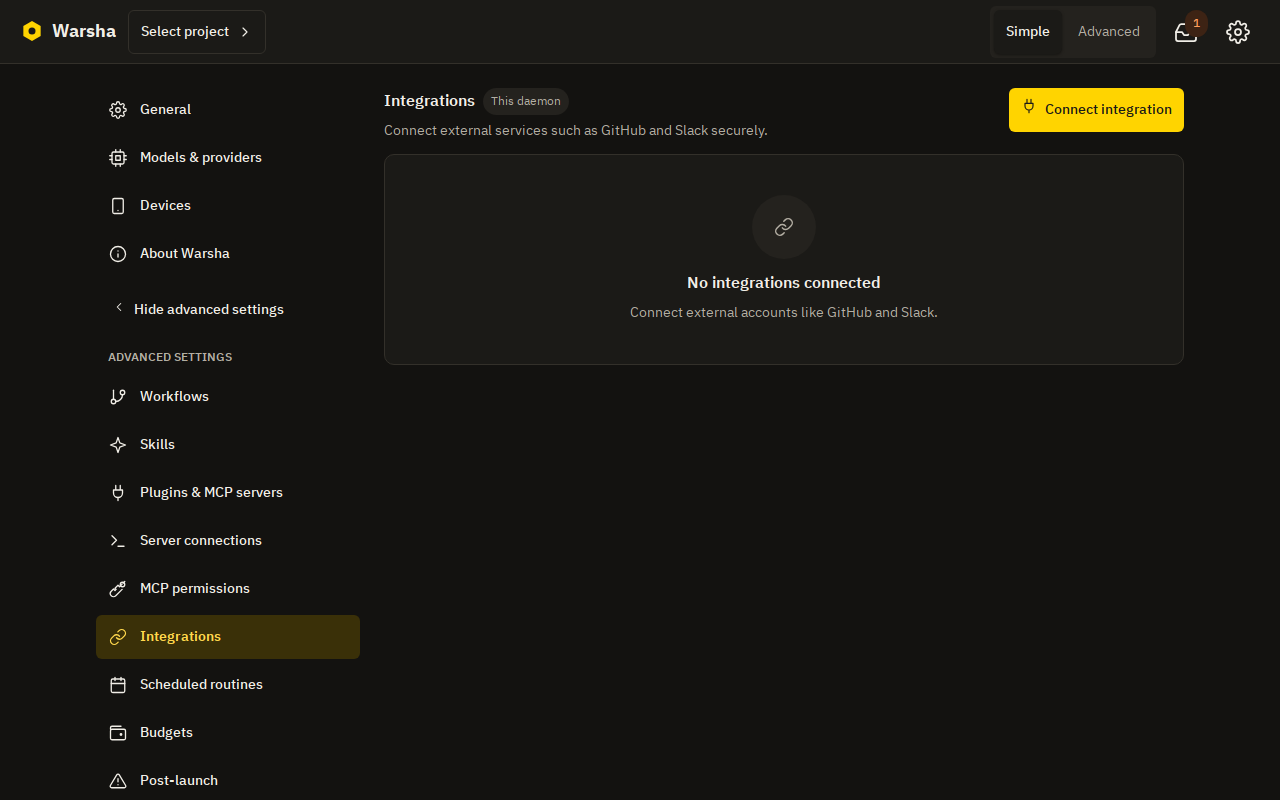 Warsha
Select project
Simple
Advanced
1
General
Models & providers
Devices
About Warsha
Hide advanced settings
ADVANCED SETTINGS
Workflows
Skills
Plugins & MCP servers
Server connections
MCP permissions
Integrations
Scheduled routines
Budgets
Post-launch
Integrations
This daemon
Connect external services such as GitHub and Slack securely.
Connect integration
No integrations connected
Connect external accounts like GitHub and Slack.